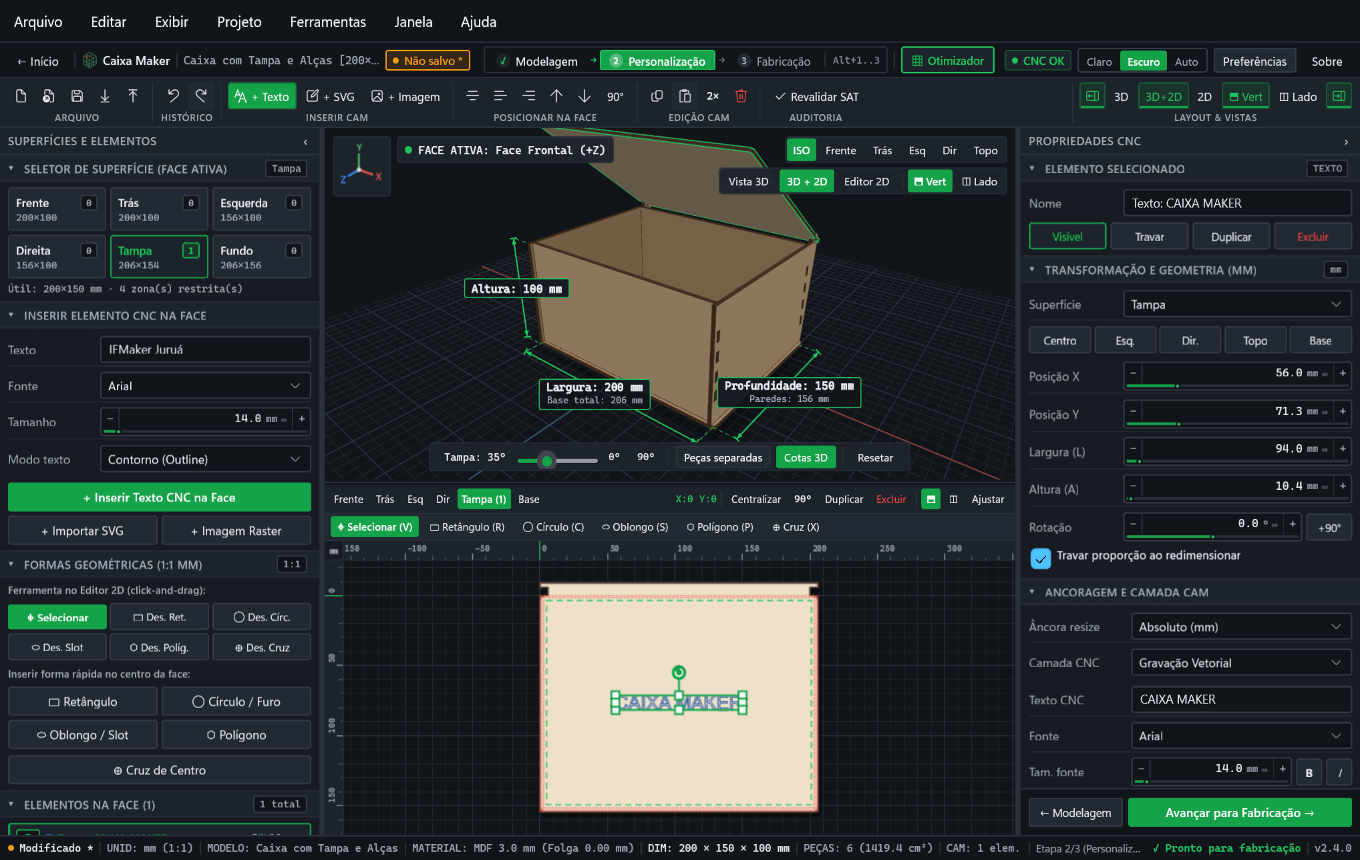 Arquivo Editar Exibir Projeto Ferramentas Janela Ajuda
← Início Caixa Maker Caixa com Tampa e Alças [200×… Não salvo * ✓ Modelagem → 2 Personalização → 3 Fabricação Alt+1..3 Otimizador CNC OK Claro Escuro Auto Preferências Sobre
+ Texto + SVG + Imagem 90° 2× ✓ Revalidar SAT 3D 3D+2D 2D Vert Lado
ARQUIVO HISTÓRICO INSERIR CAM POSICIONAR NA FACE EDIÇÃO CAM AUDITORIA LAYOUT & VISTAS
SUPERFÍCIES E ELEMENTOS ‹
SELETOR DE SUPERFÍCIE (FACE ATIVA) Tampa
Frente 0 Trás 0 Esquerda 0
200×100 200×100 156×100
Direita 0 Tampa 1 Fundo 0
156×100 206×154 206×156
Útil: 200×150 mm · 4 zona(s) restrita(s)
INSERIR ELEMENTO CNC NA FACE
Texto IFMaker Juruá
Fonte Arial
Tamanho − 14.0 mm +
Modo texto Contorno (Outline)
+ Inserir Texto CNC na Face
+ Importar SVG + Imagem Raster
FORMAS GEOMÉTRICAS (1:1 MM) 1:1
Ferramenta no Editor 2D (click-and-drag):
Selecionar Des. Ret. Des. Círc.
Des. Slot Des. Políg. Des. Cruz
Inserir forma rápida no centro da face:
Retângulo Círculo / Furo
Oblongo / Slot Polígono
Cruz de Centro
ELEMENTOS NA FACE (1) 1 total
Y X Z
FACE ATIVA: Face Frontal (+Z)
ISO Frente Trás Esq Dir Topo
Vista 3D 3D + 2D Editor 2D Vert Lado
Altura: 100 mm
Largura: 200 mm
Base total: 206 mm
Profundidade: 150 mm
Paredes: 156 mm
Tampa: 35° 0° 90° Peças separadas Cotas 3D Resetar
Frente Trás Esq Dir Tampa (1) Base X:0 Y:0 Centralizar 90° Duplicar Excluir Ajustar
Selecionar (V) Retângulo (R) Círculo (C) Oblongo (S) Polígono (P) Cruz (X)
mm 150 -100 -50 0 50 100 150 200 250 300
0
50
100
150
CAIXA MAKER
PROPRIEDADES CNC ›
ELEMENTO SELECIONADO TEXTO
Nome Texto: CAIXA MAKER
Visível Travar Duplicar Excluir
TRANSFORMAÇÃO E GEOMETRIA (MM) mm
Superfície Tampa
Centro Esq. Dir. Topo Base
Posição X − 56.0 mm +
Posição Y − 71.3 mm +
Largura (L) − 94.0 mm +
Altura (A) − 10.4 mm +
Rotação − 0.0 ° + +90°
Travar proporção ao redimensionar
ANCORAGEM E CAMADA CAM
Âncora resize Absoluto (mm)
Camada CNC Gravação Vetorial
Texto CNC CAIXA MAKER
Fonte Arial
Tam. fonte − 14.0 mm + B I
← Modelagem Avançar para Fabricação →
Modificado * UNID: mm (1:1) MODELO: Caixa com Tampa e Alças MATERIAL: MDF 3.0 mm (Folga 0.00 mm) DIM: 200 × 150 × 100 mm PEÇAS: 6 (1419.4 cm³) CAM: 1 elem. Etapa 2/3 (Personaliz… ✓ Pronto para fabricação v2.4.0